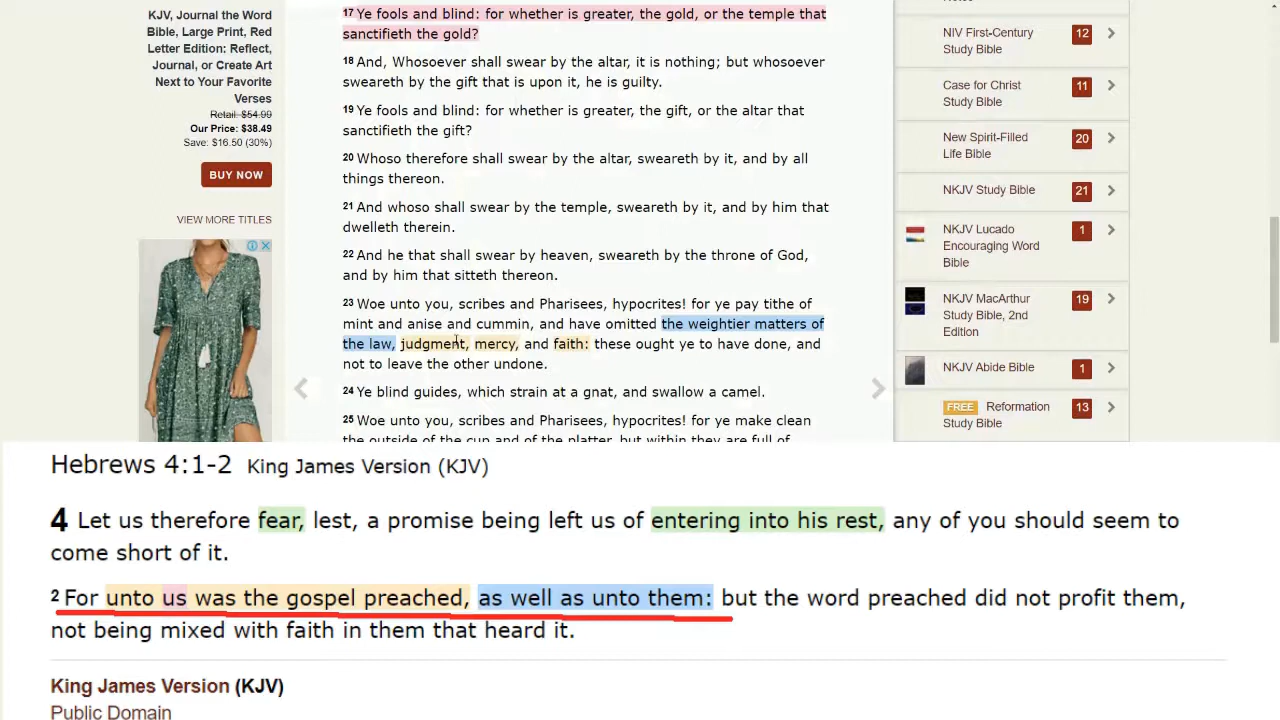 KJV, Journal the Word
Bible, Large Print, Red
Letter Edition: Reflect,
Journal, or Create Art
Next to Your Favorite
Verses
Retail: $54.99
Our Price: $38.49
Save: $16.50 (30%)
BUY NOW
VIEW MORE TITLES
17 Ye fools and blind: for whether is greater, the gold, or the temple that
sanctifieth the gold?
18 And, Whosoever shall swear by the altar, it is nothing; but whosoever
sweareth by the gift that is upon it, he is guilty.
19 Ye fools and blind: for whether is greater, the gift, or the altar that
sanctifieth the gift?
20 Whoso therefore shall swear by the altar, sweareth by it, and by all
things thereon.
21 And whoso shall swear by the temple, sweareth by it, and by him that
dwelleth therein.
22 And he that shall swear by heaven, sweareth by the throne of God,
and by him that sitteth thereon.
23 Woe unto you, scribes and Pharisees, hypocrites! for ye pay tithe of
mint and anise and cummin, and have omitted the weightier matters of
the law, judgment, mercy, and faith: these ought ye to have done, and
not to leave the other undone.
24 Ye blind guides, which strain at a gnat, and swallow a camel.
25 Woe unto you, scribes and Pharisees, hypocrites! for ye make clean
the outside of the cup and of the platter, but within they are full of
NIV First-Century
Study Bible
12
Case for Christ
Study Bible
11
New Spirit-Filled
Life Bible
20
NKJV Study Bible
21
NKJV Lucado
Encouraging Word
Bible
1
NKJV MacArthur
Study Bible, 2nd
Edition
19
NKJV Abide Bible
1
FREE Reformation
Study Bible
13
Hebrews 4:1-2 King James Version (KJV)
4 Let us therefore fear, lest, a promise being left us of entering into his rest, any of you should seem to
come short of it.
2 For unto us was the gospel preached, as well as unto them: but the word preached did not profit them,
not being mixed with faith in them that heard it.
King James Version (KJV)
Public Domain